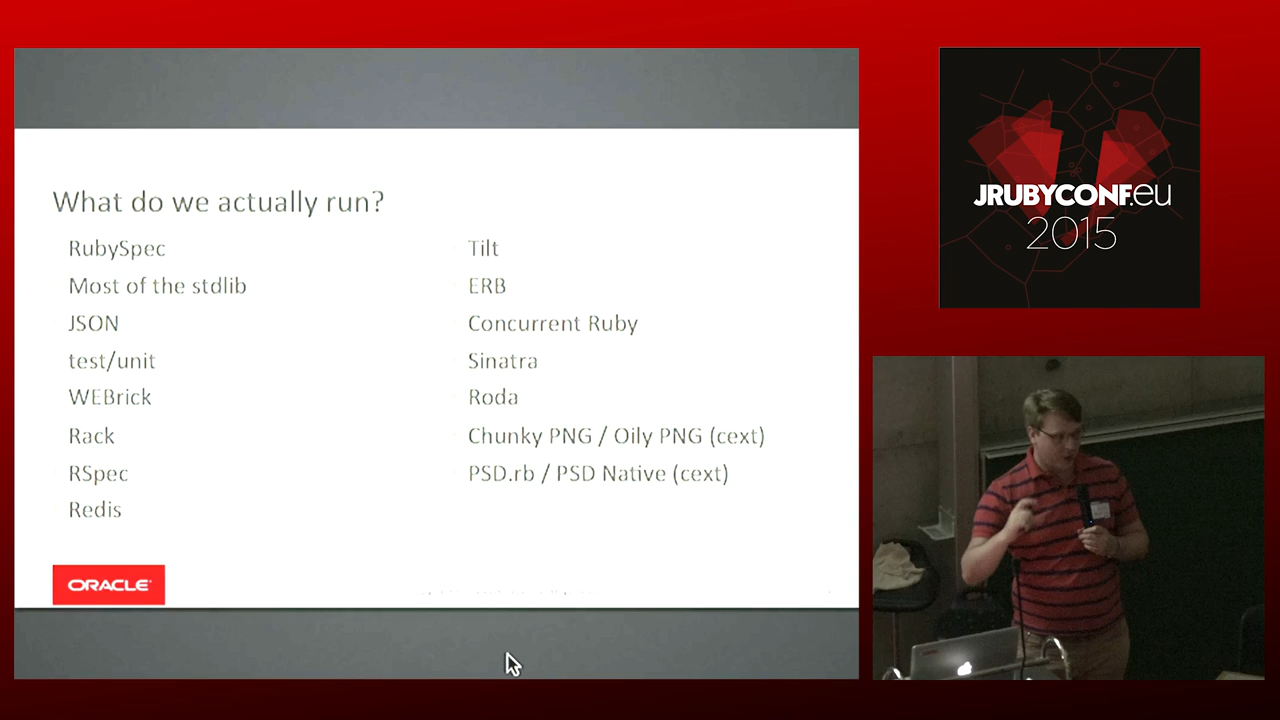 What do we actually run?
RubySpec
Most of the stdlib
JSON
test/unit
WEBrick
Rack
RSpec
Redis
Tilt
ERB
Concurrent Ruby
Sinatra
Roda
Chunky PNG / Oily PNG (cext)
PSD.rb / PSD Native (cext)
ORACLE
JRUBYCONF.eu
2015